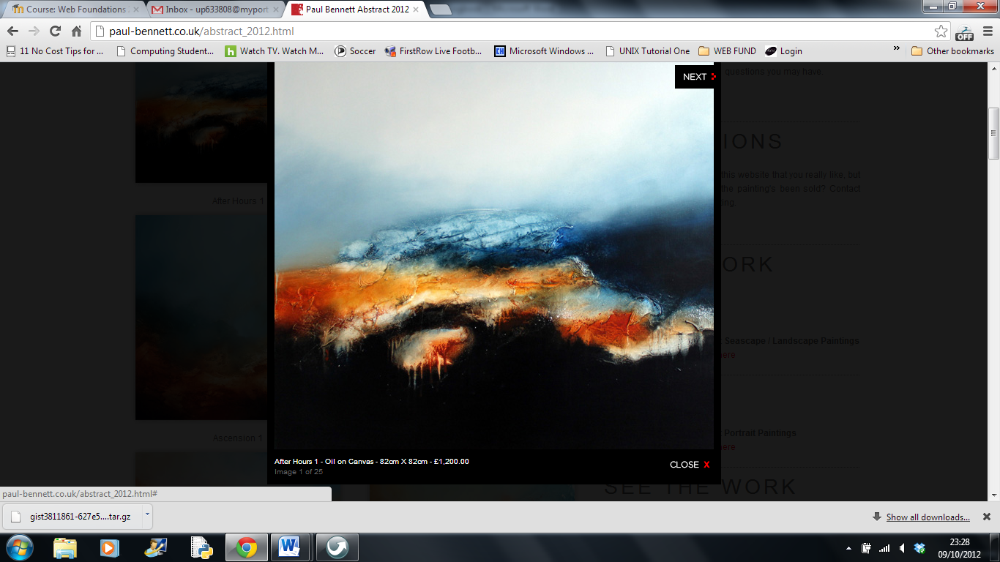 Course: Web Foundations
Inbox - up633808@myport
Paul Bennett Abstract 2012
paul-bennett.co.uk/abstract_2012.html
OFF
11 No Cost Tips for ...
Computing Student...
Watch TV. Watch M...
Soccer
FirstRow Live Footb...
Microsoft Windows ...
UNIX Tutorial One
WEB FUND
Login
»
Other bookmarks
NEXT
questions you may have.
IONS
this website that you really like, but
the painting's been sold? Contact
ing.
After Hours 1
ORK
Seascape / Landscape Paintings
here
Portrait Paintings
here
Ascension 1
After Hours 1 - Oil on Canvas - 82cm X 82cm - £1,200.00
Image 1 of 25
CLOSE X
SEE THE WORK
paul-bennett.co.uk/abstract_2012.html#
gist3811861-627e5....tar.gz
Show all downloads...
23:28
09/10/2012